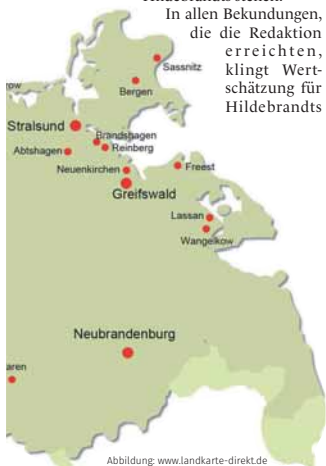 In allen Bekundungen,
die die Redaktion
erreichten,
klingt Wert-
schätzung für
Hildebrandts
Sassnitz
Bergen
Stralsund
Brandshagen
Abtshagen
Reinberg
Neuenkirchen
Freest
Greifswald
Lassan
Wangelkow
Neubrandenburg
aren
Abbildung: www.landkarte-direkt.de